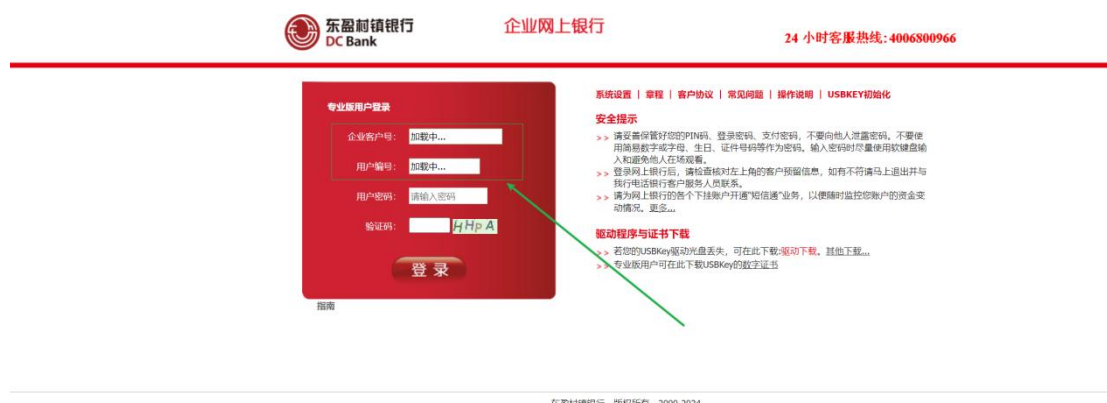 东盈村镇银行
DC Bank
企业网上银行
24 小时客服热线:4006800966
专业版用户登录
企业客户号: 加载中...
用户编号: 加载中...
用户密码: 请输入密码
验证码: HHpA
登 录
指南
系统设置 | 章程 | 客户协议 | 常见问题 | 操作说明 | USBKEY初始化
安全提示
>> 请妥善保管好您的PIN码、登录密码、支付密码，不要向他人泄露密码。不要使
用简易数字或字母、生日、证件号码等作为密码。输入密码时尽量使用软键盘输
入和避免他人在场观看。
>> 登录网上银行后，请检查核对左上角的客户预留信息，如有不符请马上退出并与
我行电话银行客户服务人员联系。
>> 请为网上银行的各个下挂账户开通"短信通"业务，以便随时监控您账户的资金变
动情况。更多...
驱动程序与证书下载
>> 若您的USBKey驱动光盘丢失，可在此下载:驱动下载。其他下载...
>> 专业版用户可在此下载USBKey的数字证书